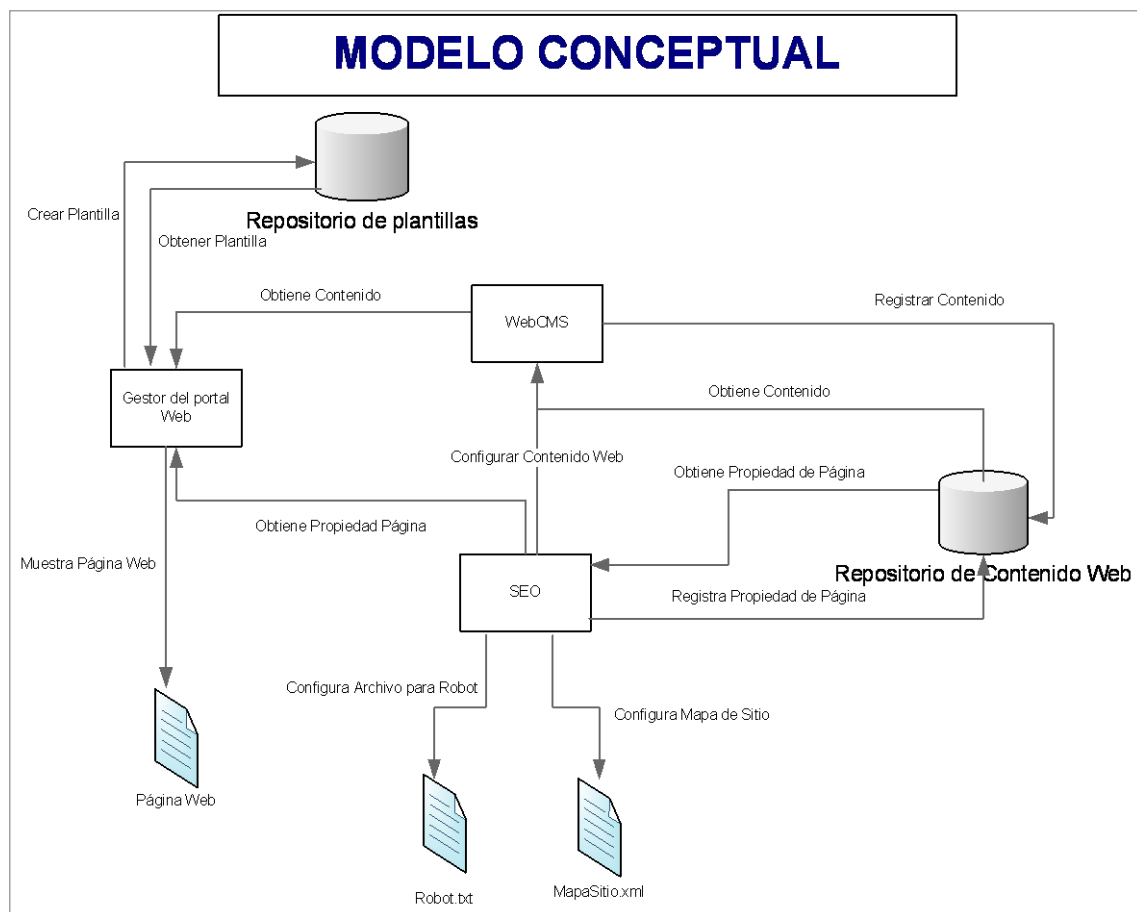 MODELO CONCEPTUAL
Crear Plantilla
Repositorio de plantillas
Obtener Plantilla
Obtiene Contenido
WebCMS
Registrar Contenido
Gestor del portal
Web
Obtiene Contenido
Configurar Contenido Web
Obtiene Propiedad de Página
Obtiene Propiedad Página
Muestra Página Web
SEO
Repositorio de Contenido Web
Registra Propiedad de Página
Configura Archivo para Robot
Configura Mapa de Sitio
Página Web
Robot.txt
MapaSitio.xml